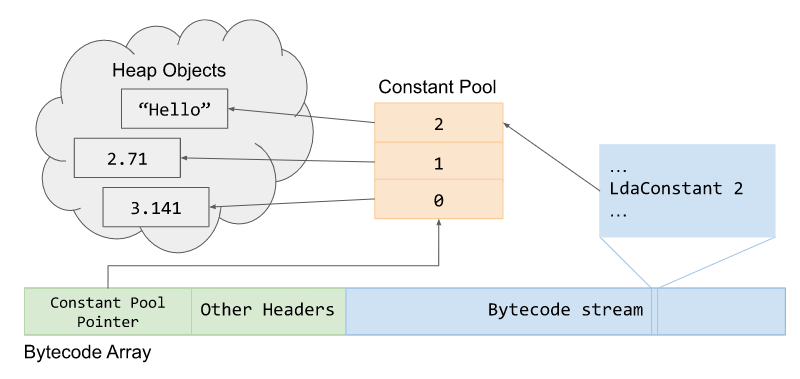 Heap Objects
“Hello”
2.71
3.141
Constant Pool
2
1
0
...
LdaConstant 2
...
Constant Pool
Pointer
Other Headers
Bytecode stream
Bytecode Array